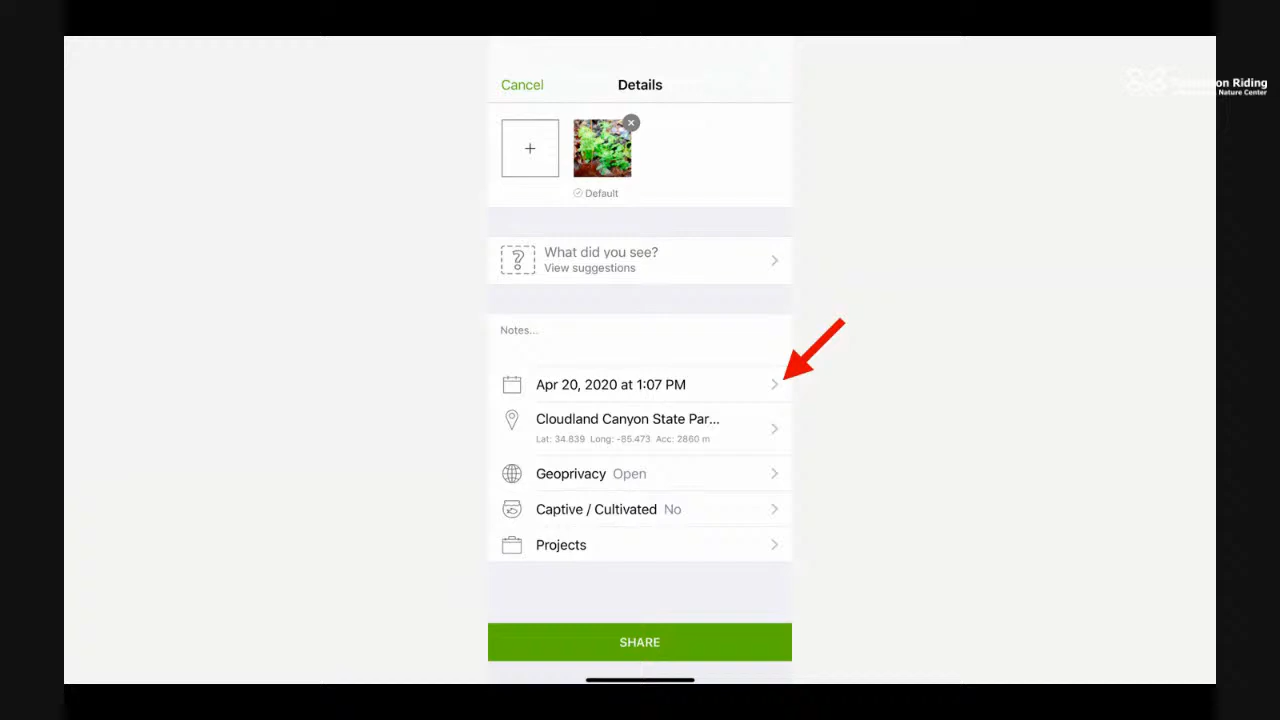 Cancel
Details
Default
What did you see?
View suggestions
Notes...
Apr 20, 2020 at 1:07 PM
Cloudland Canyon State Par...
Lat: 34.839 Long: -85.473 Acc: 2860 m
Geoprivacy Open
Captive / Cultivated No
Projects
SHARE
on Riding
Nature Center